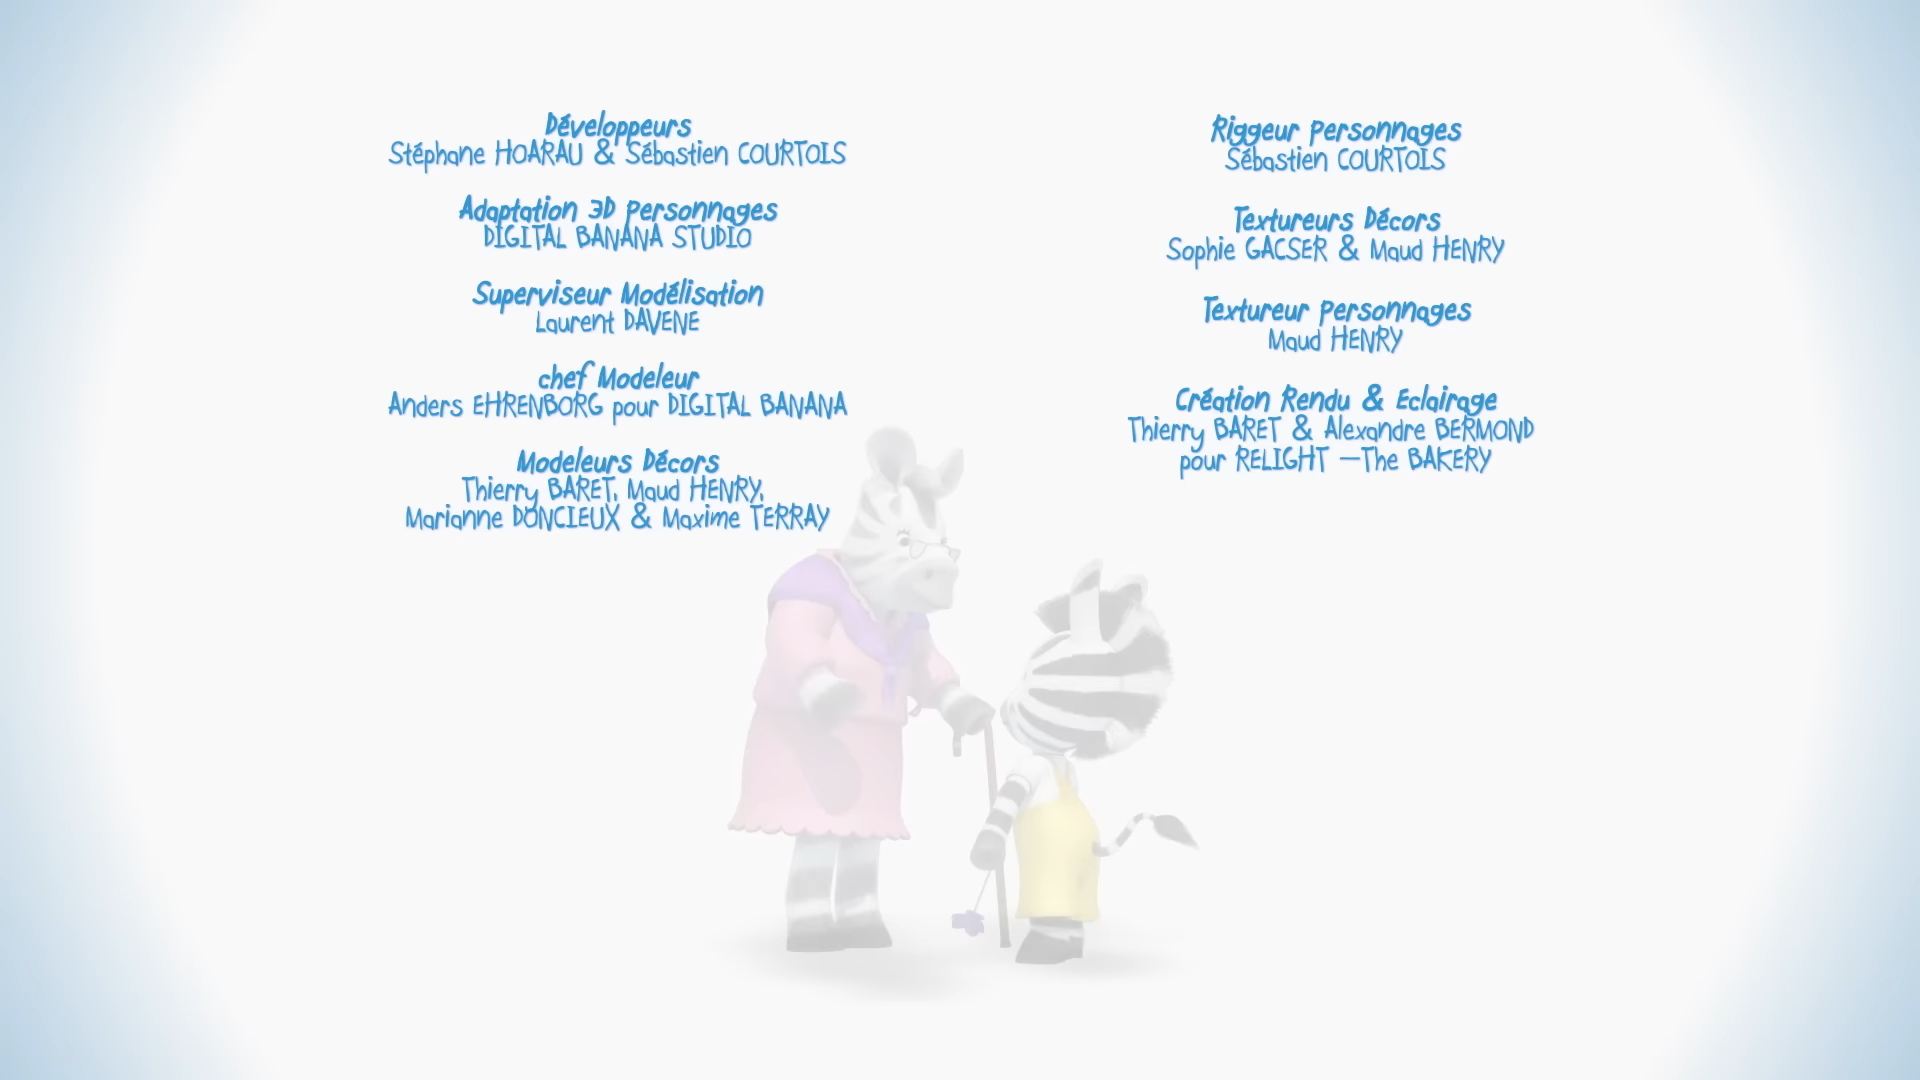 Développeurs
Stéphane HOARAU & Sébastien COURTOIS
Adaptation 3D Personnages
DIGITAL BANANA STUDIO
Superviseur Modélisation
Laurent DAVENE
chef Modeleur
Anders EHRENBORG pour DIGITAL BANANA
Modeleurs Décors
Thierry BARET, Maud HENRY,
Marianne DONCIEUX & Maxime TERRAY
Riggeur Personnages
Sébastien COURTOIS
Textureurs Décors
Sophie GACSER & Maud HENRY
Textureur Personnages
Maud HENRY
Création Rendu & Eclairage
Thierry BARET & Alexandre BERMOND
pour RELIGHT –The BAKERY